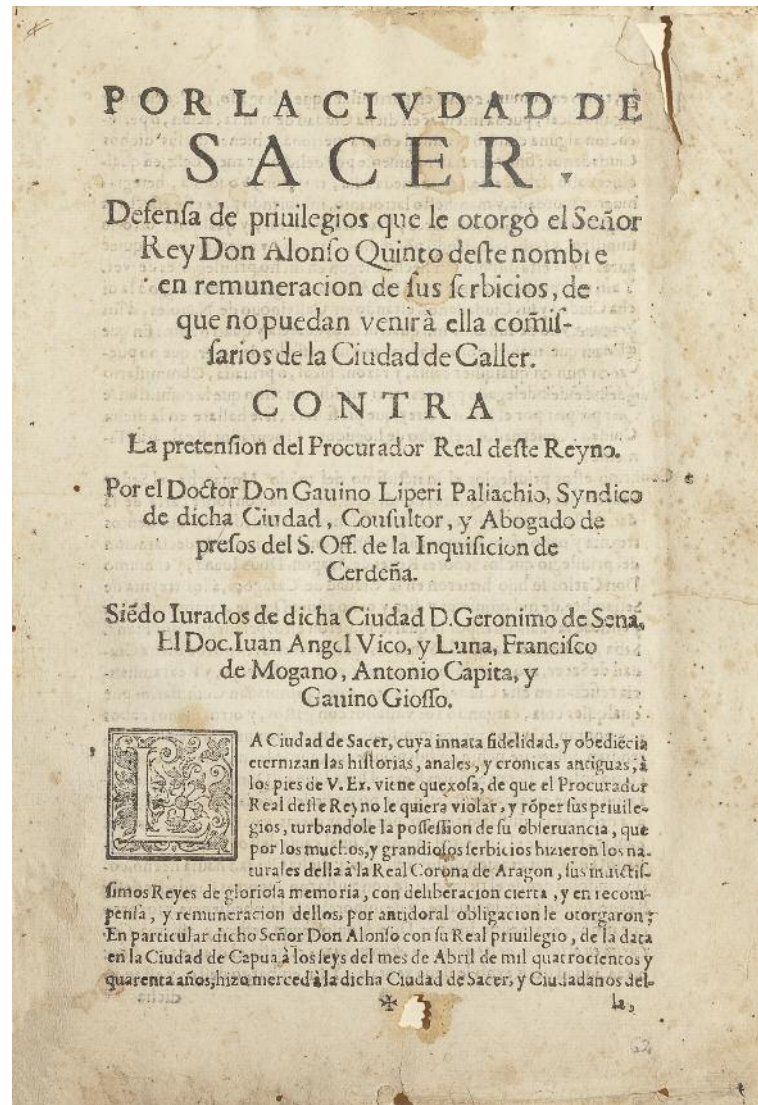 POR LA CIVDAD DE
SACER.
Defenſa de priuilegios que le otorgò el Señor
Rey Don Alonſo Quinto deſte nombre
en remuneracion de ſus ſerbicios, de
que no puedan venir à ella comiſ-
ſarios de la Ciudad de Caller.
CONTRA
La pretenſion del Procurador Real deſte Reyno.
Por el Doctor Don Gauino Liperi Paliachio, Syndico
de dicha Ciudad, Conſultor, y Abogado de
preſos del S. Off. de la Inquiſicion de
Cerdeña.
Siẽdo Iurados de dicha Ciudad D. Geronimo de Sena,
El Doc. Iuan Angel Vico, y Luna, Franciſco
de Mogano, Antonio Capita, y
Gauino Gioſſo.
LA Ciudad de Sacer, cuya innata fidelidad, y obediẽcia
eternizan las hiſtorias, anales, y cronicas antiguas, à
los pies de V. Ex. viene quexoſa, de que el Procurador
Real deſte Reyno le quiera violar, y rõper ſus priuile-
gios, turbandole la poſſeſſion de ſu obſeruancia, que
por los muchos, y grandioſos ſerbicios hizieron los na-
turales della à la Real Corona de Aragon, ſus inuictiſ-
ſimos Reyes de glorioſa memoria, con deliberacion cierta, y en recom-
penſa, y remuneracion dellos, por antidoral obligacion le otorgaron;
En particular dicho Señor Don Alonſo con ſu Real priuilegio, de la data
en la Ciudad de Capua à los ſeys del mes de Abril de mil quatrocientos y
quarenta años, hizo merced à la dicha Ciudad de Sacer, y Ciudadanos del-
✠ la,